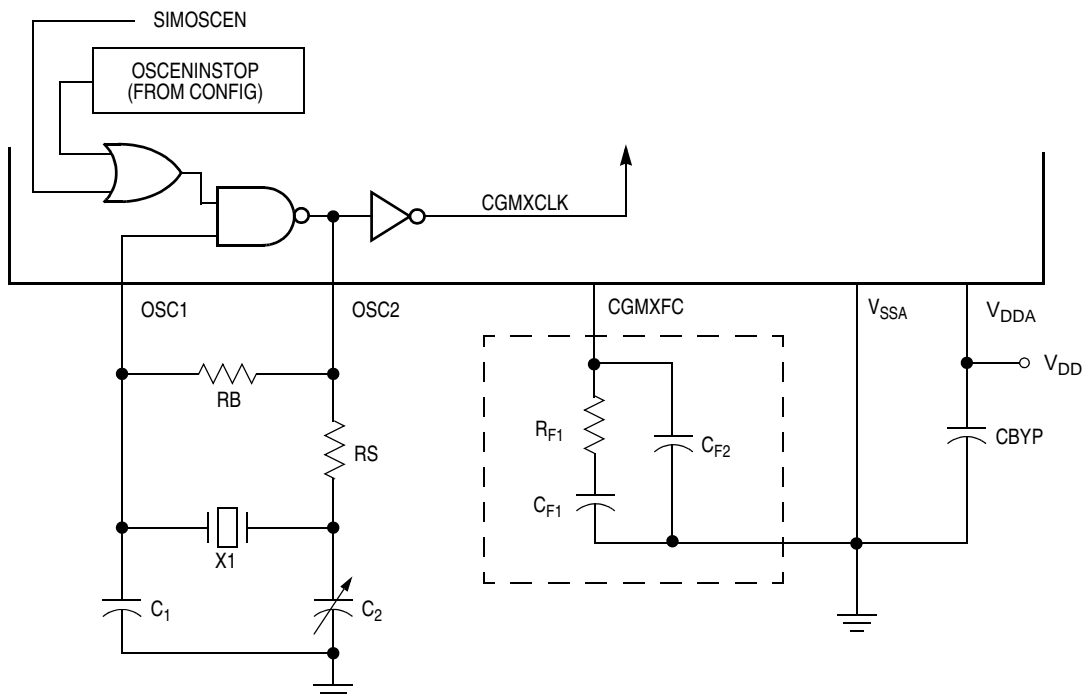 SIMOSCEN
OSCENINSTOP
(FROM CONFIG)
CGMXCLK
OSC1
OSC2
CGMXFC
VSSA
VDDA
VDD
RB
RS
RF1
CF2
CBYP
CF1
X1
C1
C2